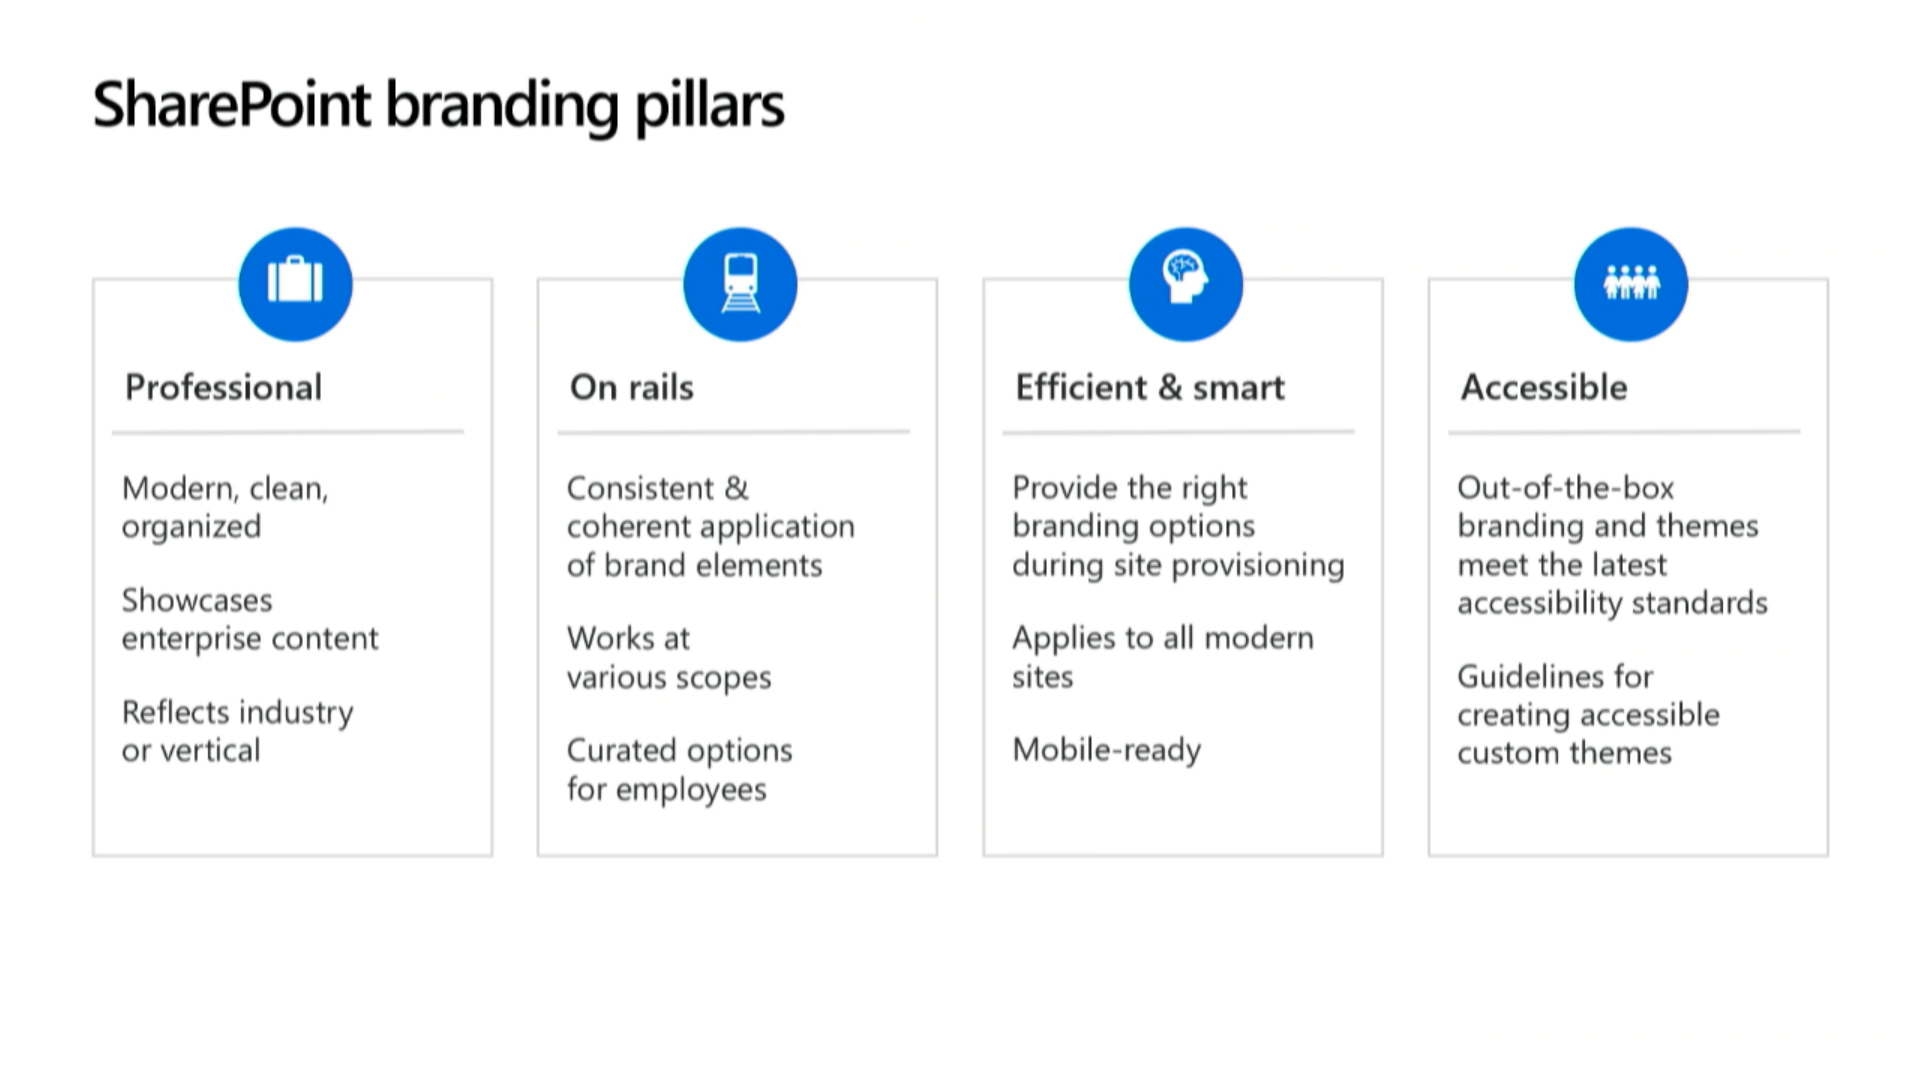 SharePoint branding pillars
Professional
Modern, clean,
organized
Showcases
enterprise content
Reflects industry
or vertical
On rails
Consistent &
coherent application
of brand elements
Works at
various scopes
Curated options
for employees
Efficient & smart
Provide the right
branding options
during site provisioning
Applies to all modern
sites
Mobile-ready
Accessible
Out-of-the-box
branding and themes
meet the latest
accessibility standards
Guidelines for
creating accessible
custom themes